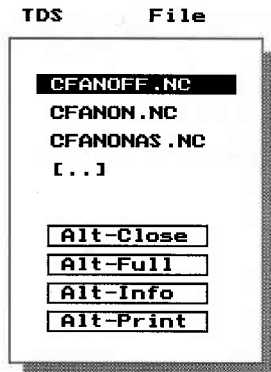 TDS File
CFANOFF.NC
CFANON.NC
CFANONAS.NC
[..]
Alt-Close
Alt-Full
Alt-Info
Alt-Print